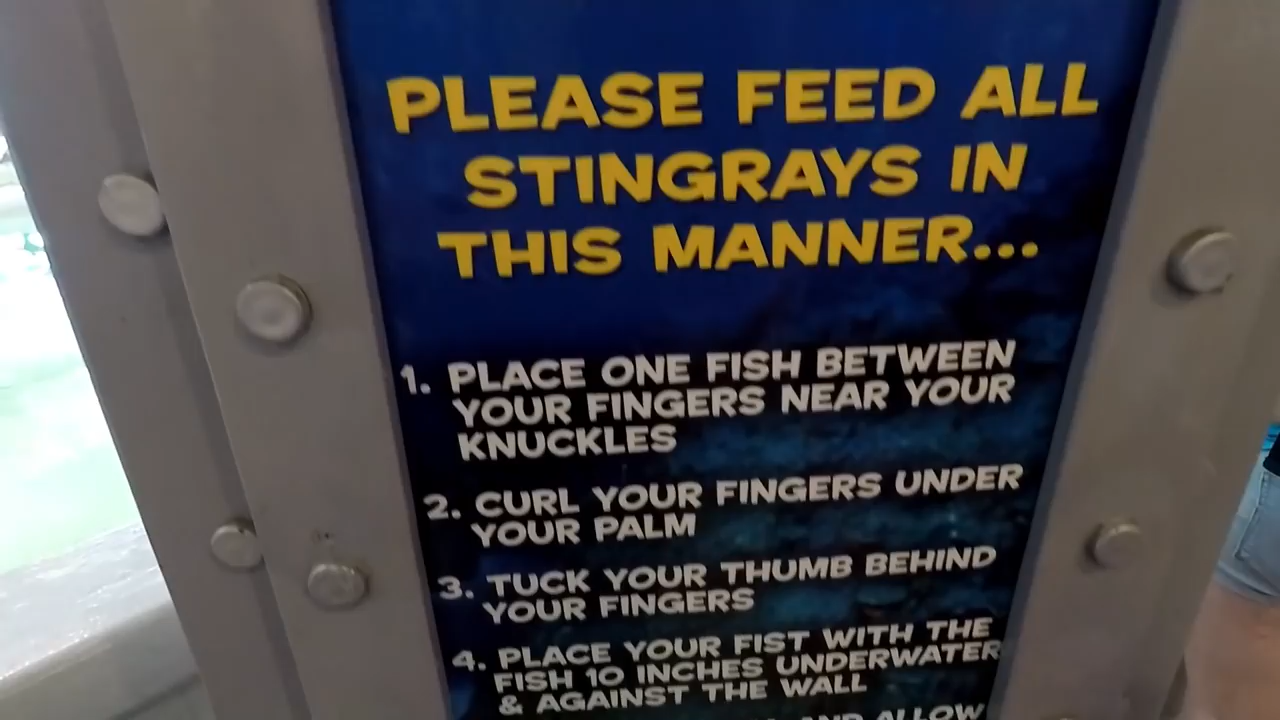 PLEASE FEED ALL
STINGRAYS IN
THIS MANNER...
1. PLACE ONE FISH BETWEEN
YOUR FINGERS NEAR YOUR
KNUCKLES
2. CURL YOUR FINGERS UNDER
YOUR PALM
3. TUCK YOUR THUMB BEHIND
YOUR FINGERS
4. PLACE YOUR FIST WITH THE
FISH 10 INCHES UNDERWATER
& AGAINST THE WALL
AND ALLOW